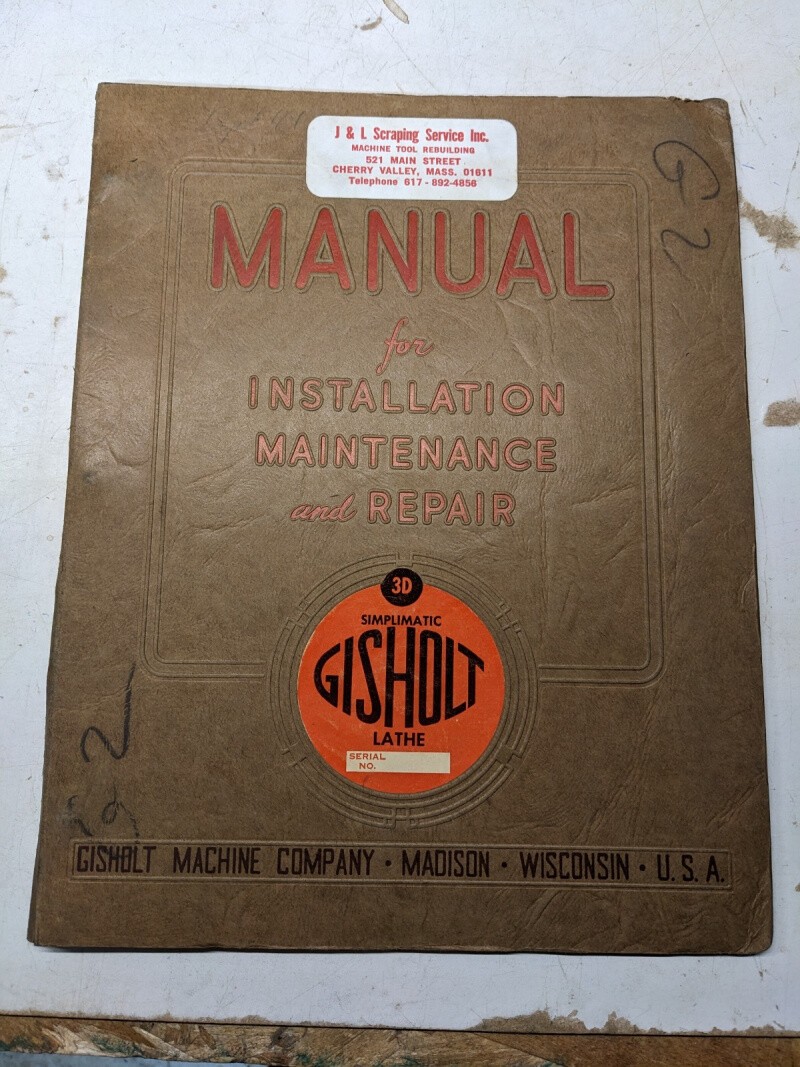 J & L Scraping Service Inc.
MACHINE TOOL REBUILDING
521 MAIN STREET
CHERRY VALLEY, MASS. 01611
Telephone 617 - 892-4856
MANUAL
for
INSTALLATION
MAINTENANCE
and REPAIR
3D
SIMPLIMATIC
GISHOLT
LATHE
SERIAL
NO.
GISHOLT MACHINE COMPANY · MADISON · WISCONSIN · U. S. A.